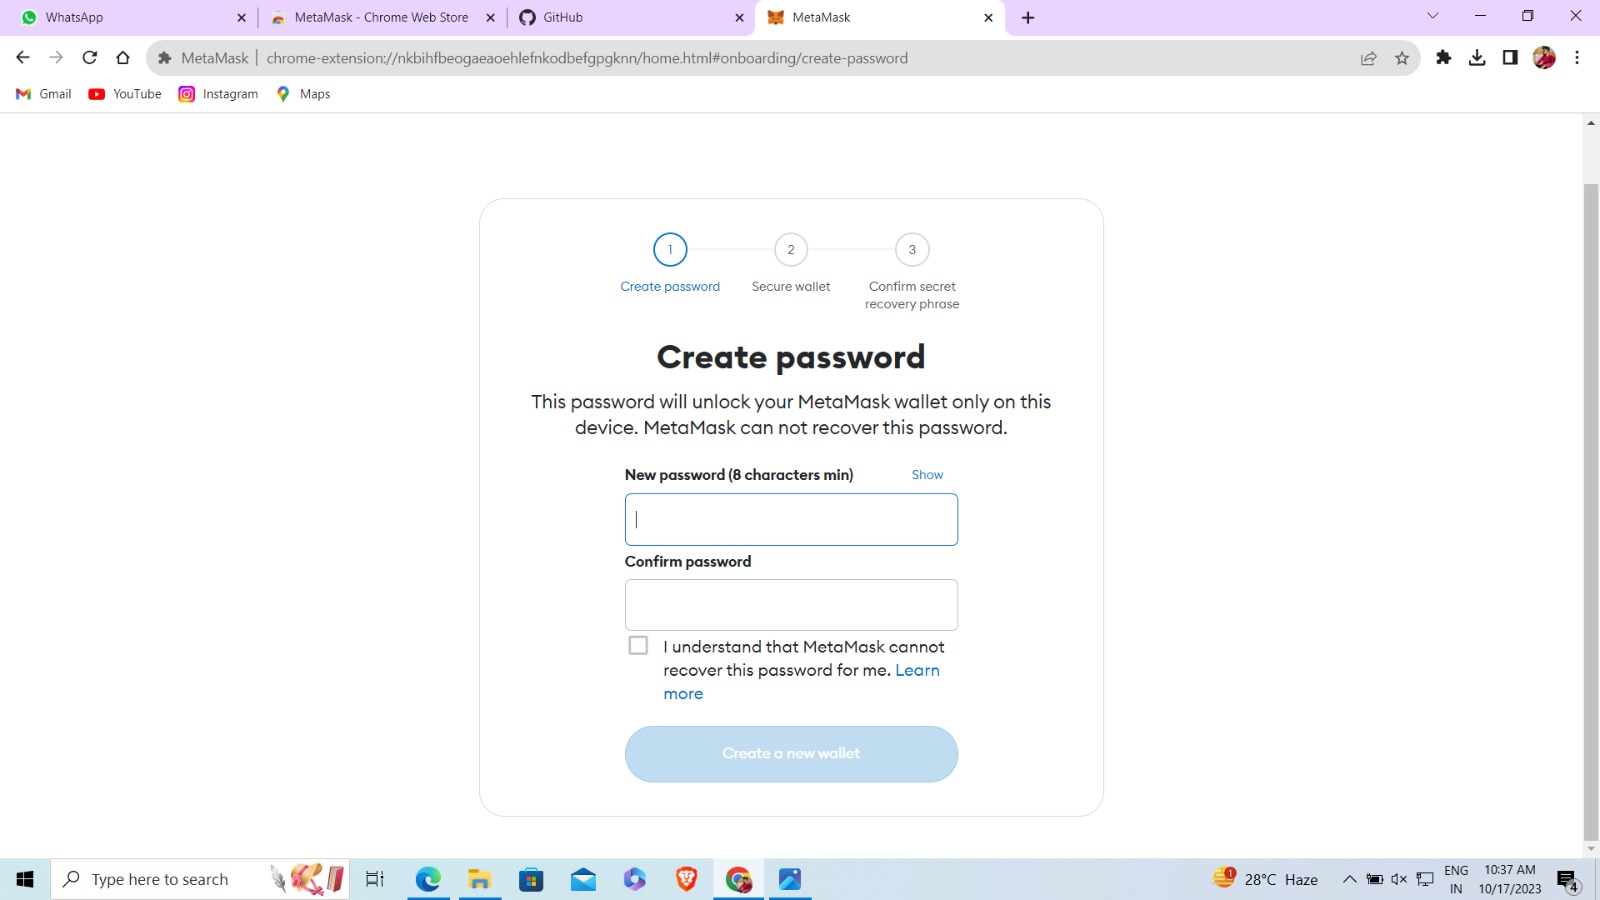 WhatsApp
MetaMask - Chrome Web Store
GitHub
MetaMask
MetaMask
chrome-extension://nkbihfbeogaeaoehlefnkodbefgpgknn/home.html#onboarding/create-password
Gmail
YouTube
Instagram
Maps
1
2
3
Create password
Secure wallet
Confirm secret
recovery phrase
Create password
This password will unlock your MetaMask wallet only on this
device. MetaMask can not recover this password.
New password (8 characters min)
Show
Confirm password
I understand that MetaMask cannot
recover this password for me. Learn
more
Create a new wallet
Type here to search
1
28°C Haze
ENG
IN
10:37 AM
10/17/2023
4